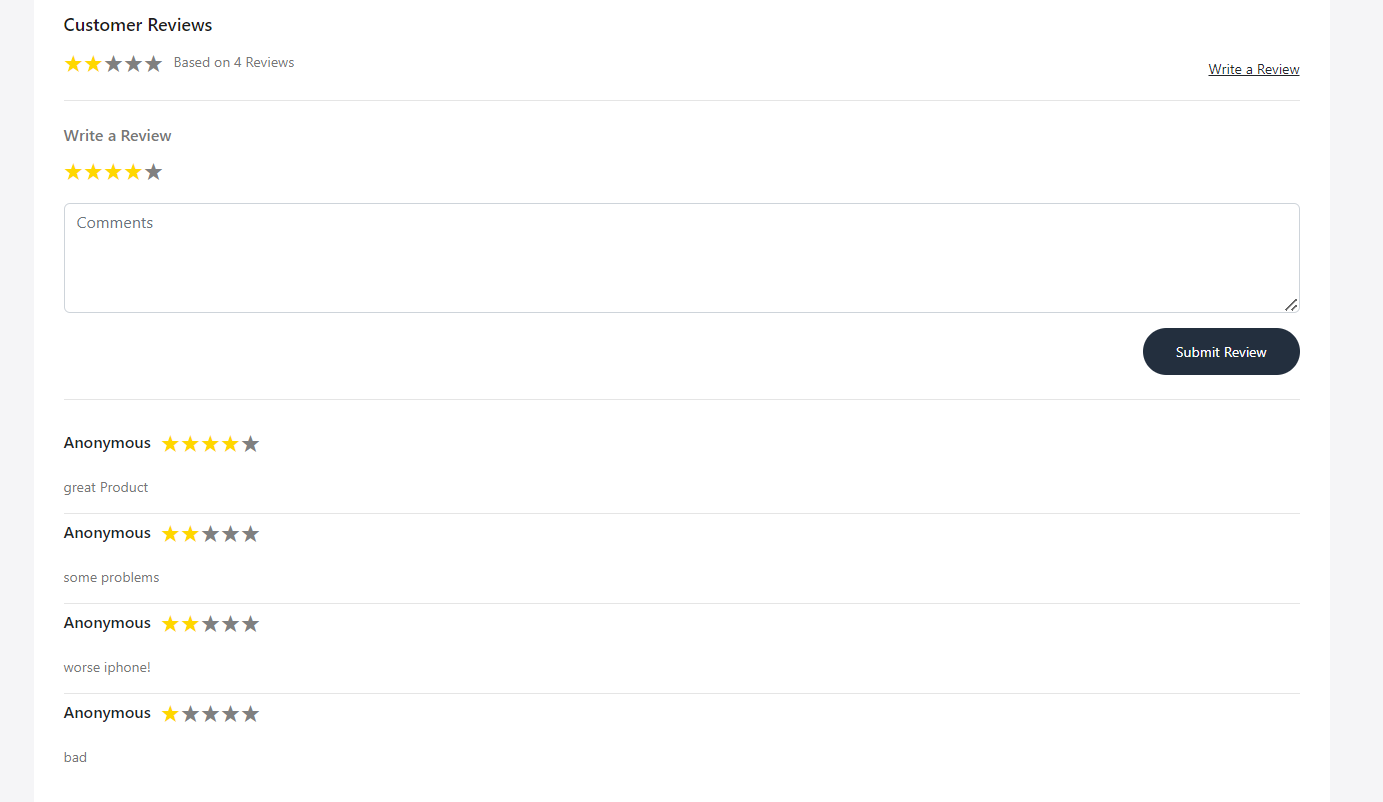 Customer Reviews
Based on 4 Reviews
Write a Review
Write a Review
Comments
Submit Review
Anonymous
great Product
Anonymous
some problems
Anonymous
worse iphone!
Anonymous
bad